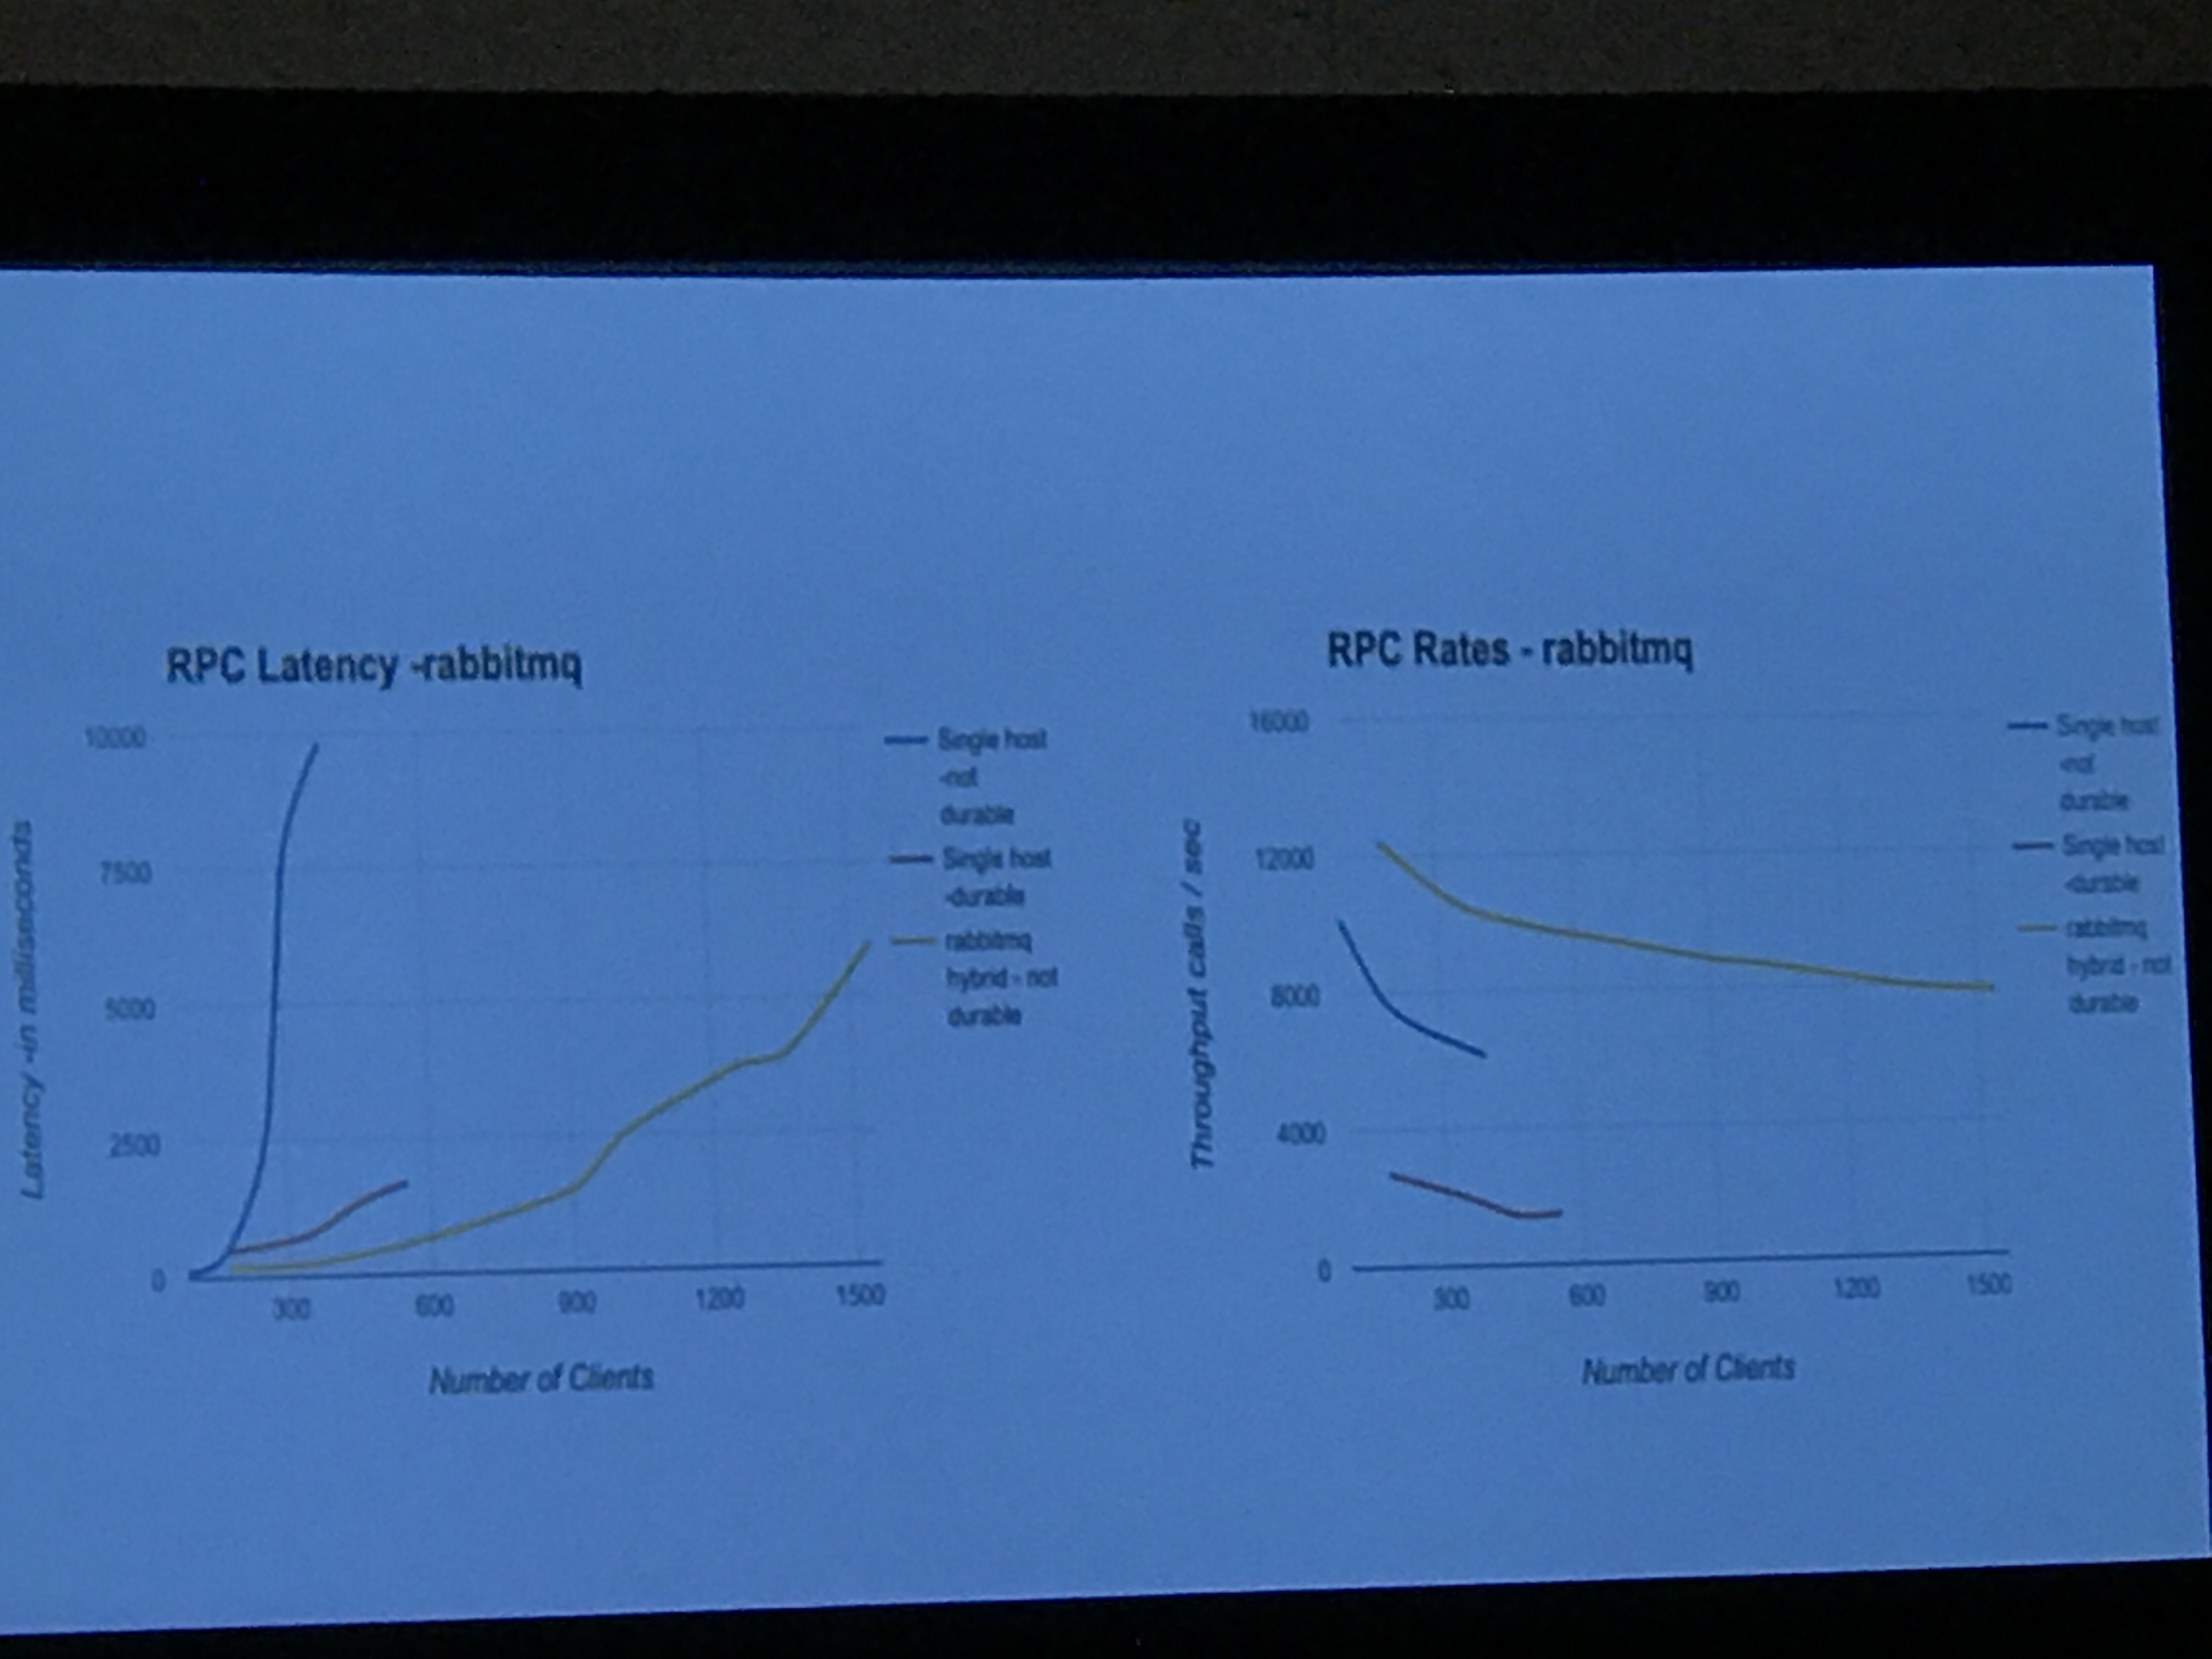 RPC Latency -rabbitmq
10000
7500
5000
2500
0
300
600
900
1200
1500
Latency -in milliseconds
Number of Clients
Single host
-not
durable
Single host
-durable
rabbitmq
hybrid - not
durable
RPC Rates - rabbitmq
16000
12000
8000
4000
0
300
600
900
1200
1500
Throughput calls / sec
Number of Clients
Single host
-not
durable
Single host
-durable
rabbitmq
hybrid - not
durable